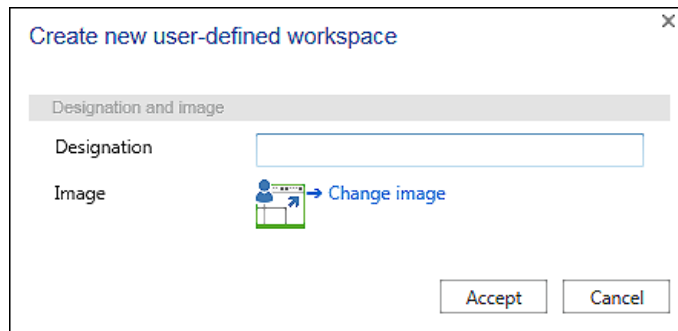 Create new user-defined workspace
Designation and image
Designation
Image
Change image
Accept
Cancel